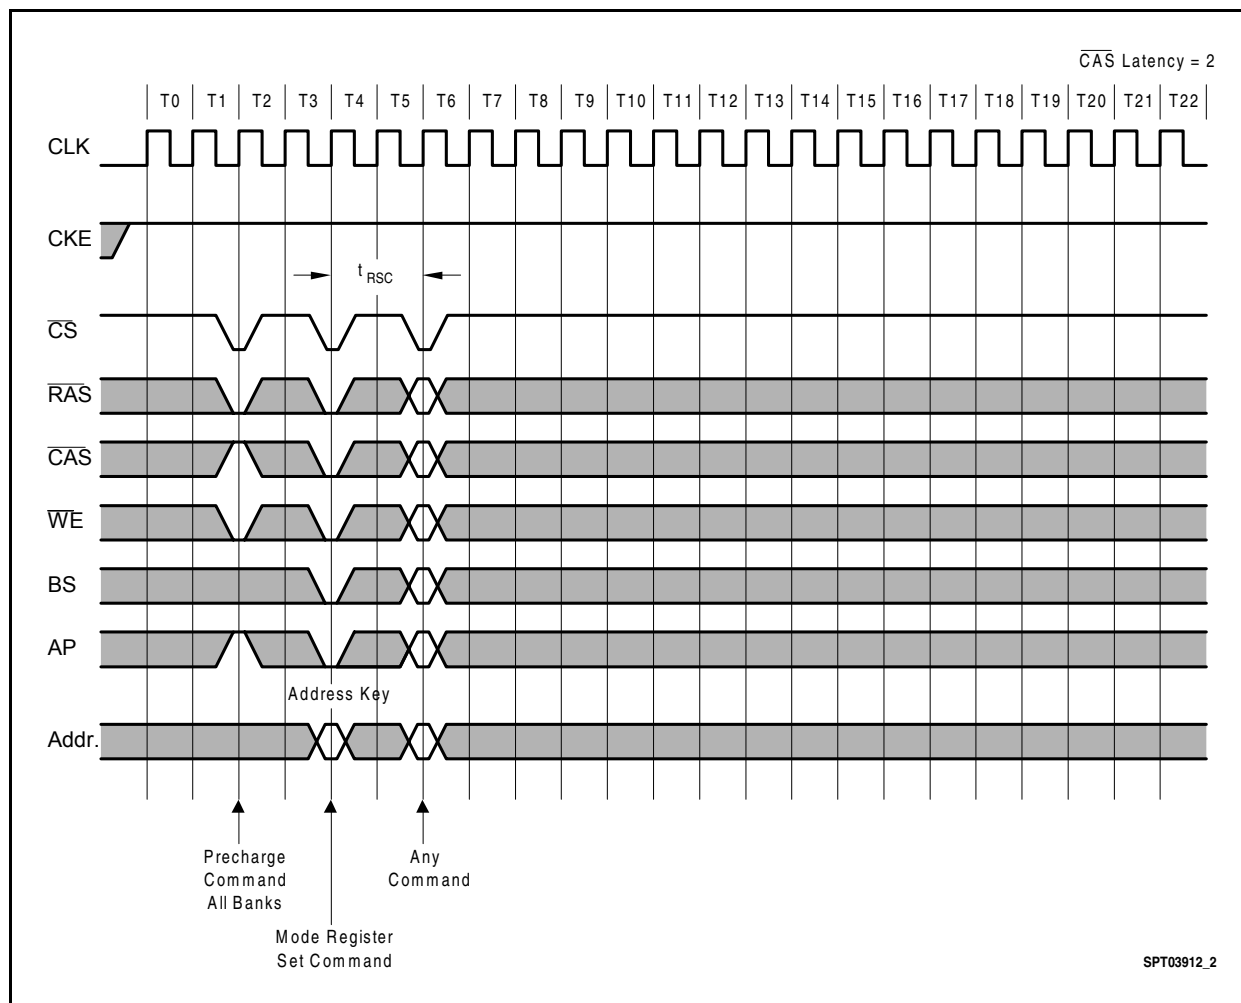 CAS Latency = 2
T0 T1 T2 T3 T4 T5 T6 T7 T8 T9 T10 T11 T12 T13 T14 T15 T16 T17 T18 T19 T20 T21 T22
CLK
CKE
t RSC
CS
RAS
CAS
WE
BS
AP
Address Key
Addr.
Precharge
Command
All Banks
Any
Command
Mode Register
Set Command
SPT03912_2